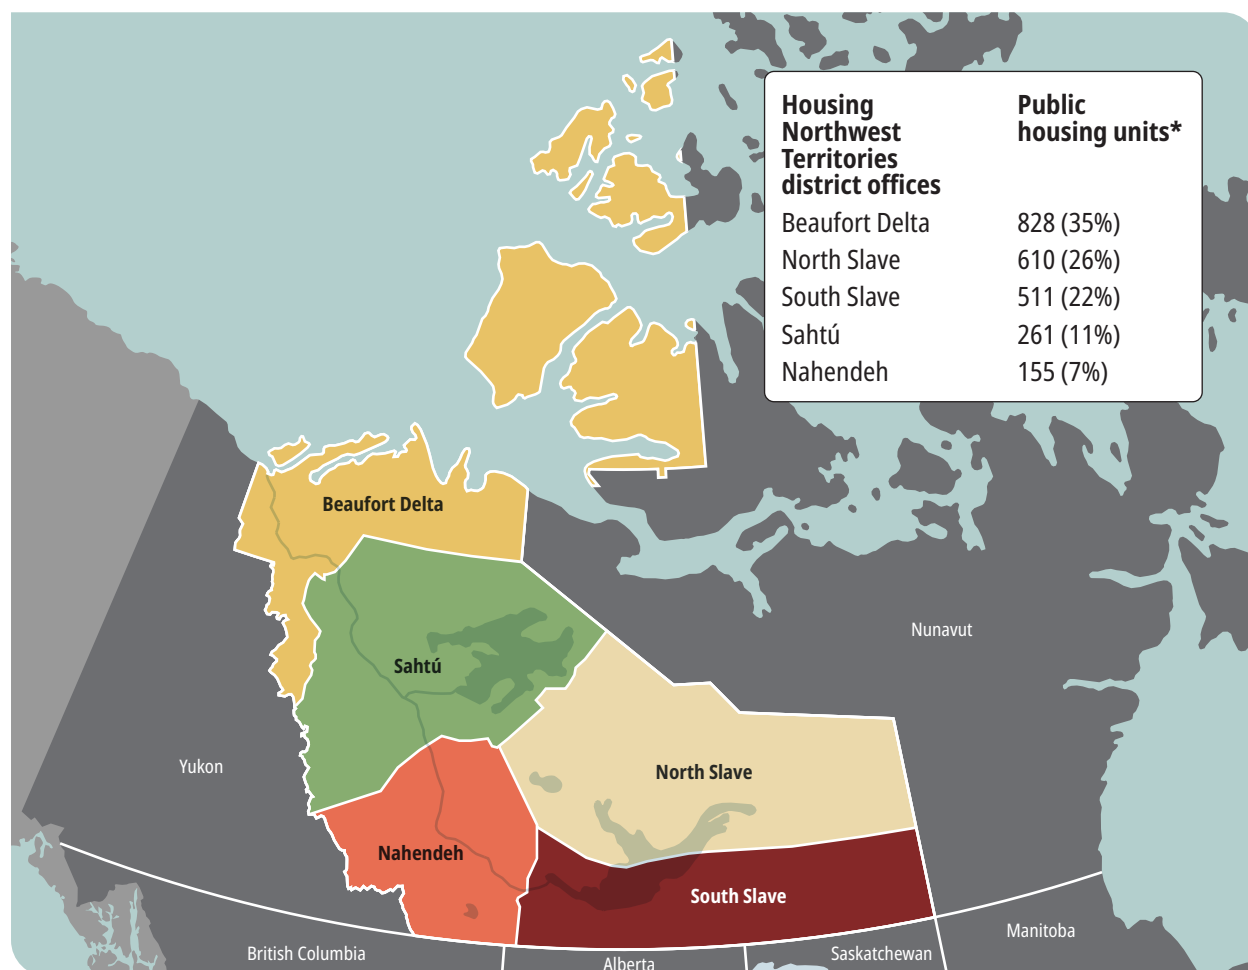 Housing
Northwest
Territories
district offices
Public
housing units*
Beaufort Delta 828 (35%)
North Slave 610 (26%)
South Slave 511 (22%)
Sahtú 261 (11%)
Nahendeh 155 (7%)
Beaufort Delta
Nunavut
Sahtú
Yukon
North Slave
Nahendeh
South Slave
Manitoba
British Columbia
Saskatchewan
Alberta